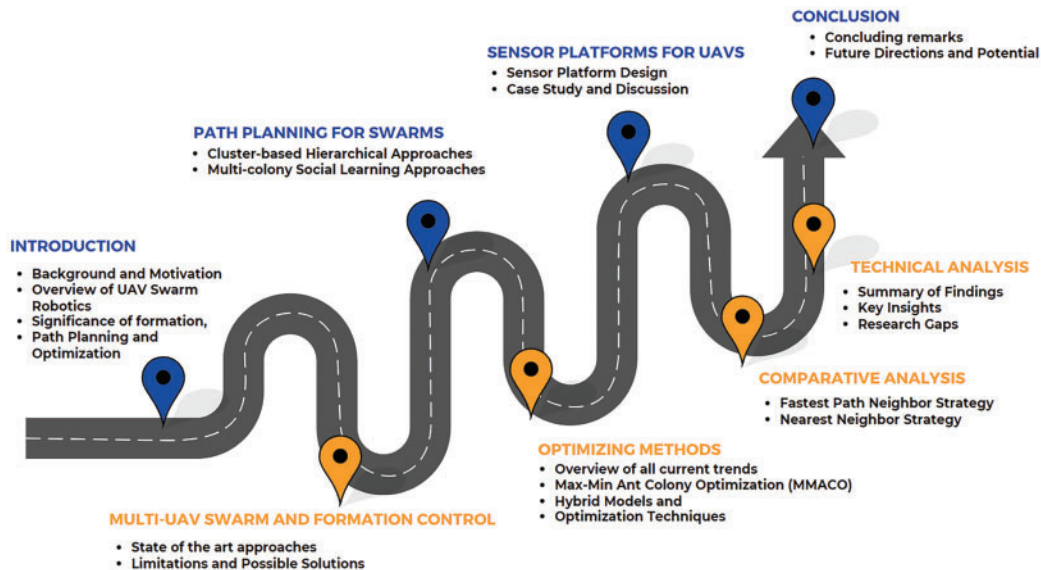 INTRODUCTION
• Background and Motivation
• Overview of UAV Swarm
Robotics
• Significance of formation,
• Path Planning and
Optimization
MULTI-UAV SWARM AND FORMATION CONTROL
• State of the art approaches
• Limitations and Possible Solutions
PATH PLANNING FOR SWARMS
• Cluster-based Hierarchical Approaches
• Multi-colony Social Learning Approaches
OPTIMIZING METHODS
• Overview of all current trends
• Max-Min Ant Colony Optimization (MMACO)
• Hybrid Models and
• Optimization Techniques
SENSOR PLATFORMS FOR UAVS
• Sensor Platform Design
• Case Study and Discussion
COMPARATIVE ANALYSIS
• Fastest Path Neighbor Strategy
• Nearest Neighbor Strategy
TECHNICAL ANALYSIS
• Summary of Findings
• Key Insights
• Research Gaps
CONCLUSION
• Concluding remarks
• Future Directions and Potential